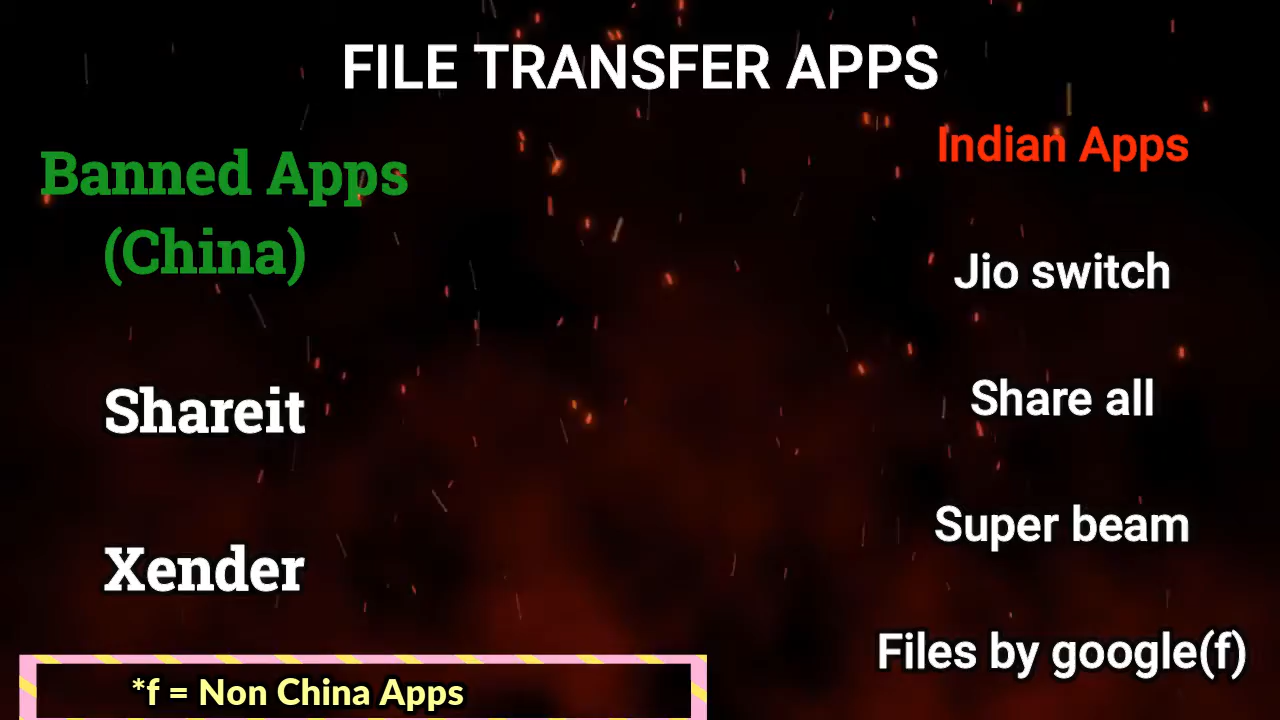 FILE TRANSFER APPS
Banned Apps
(China)
Shareit
Xender
Indian Apps
Jio switch
Share all
Super beam
Files by google(f)
*f = Non China Apps